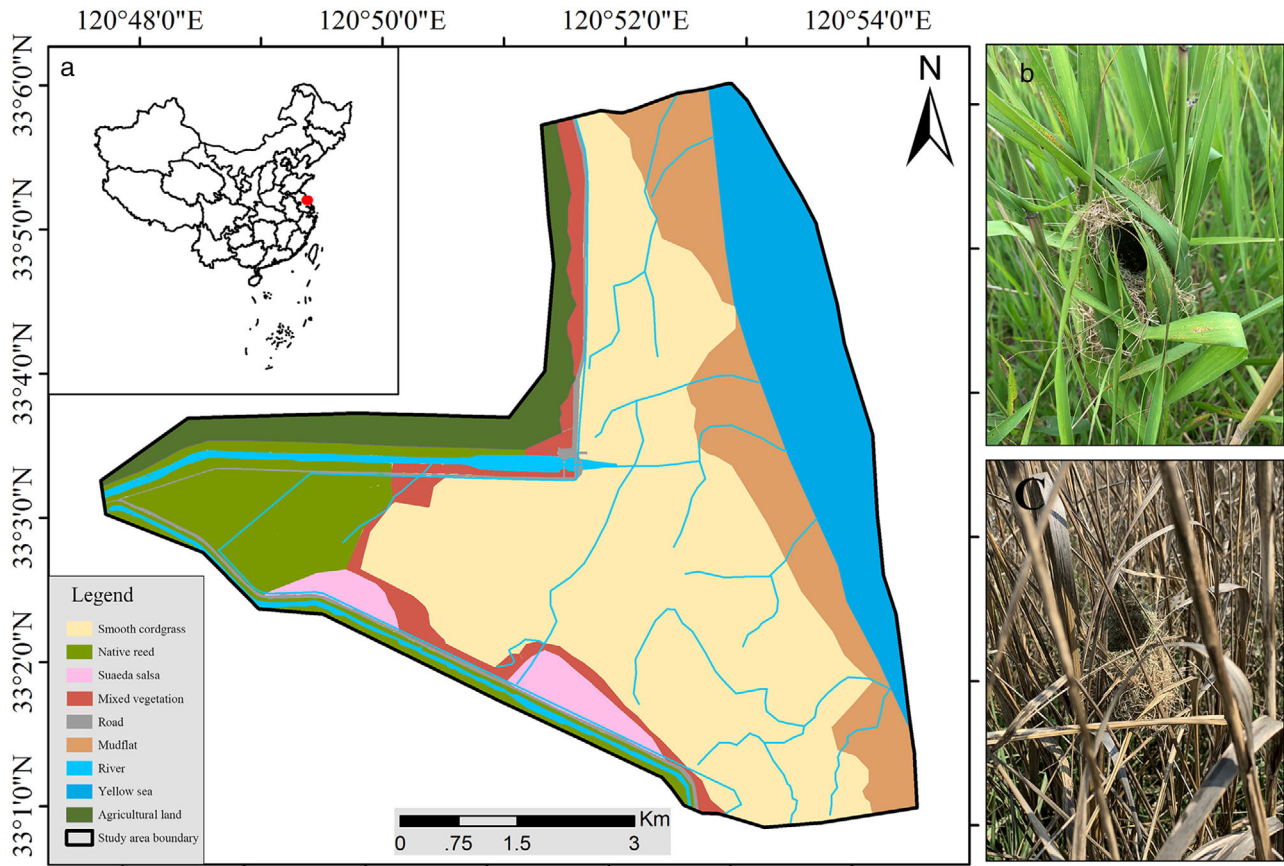 120°48'0"E 120°50'0"E 120°52'0"E 120°54'0"E
a
N
b
33°6'0"N
33°5'0"N
33°4'0"N
33°3'0"N
33°2'0"N
33°1'0"N
C
Legend
Smooth cordgrass
Native reed
Suaeda salsa
Mixed vegetation
Road
Mudflat
River
Yellow sea
Agricultural land
Study area boundary
Km
0 .75 1.5 3